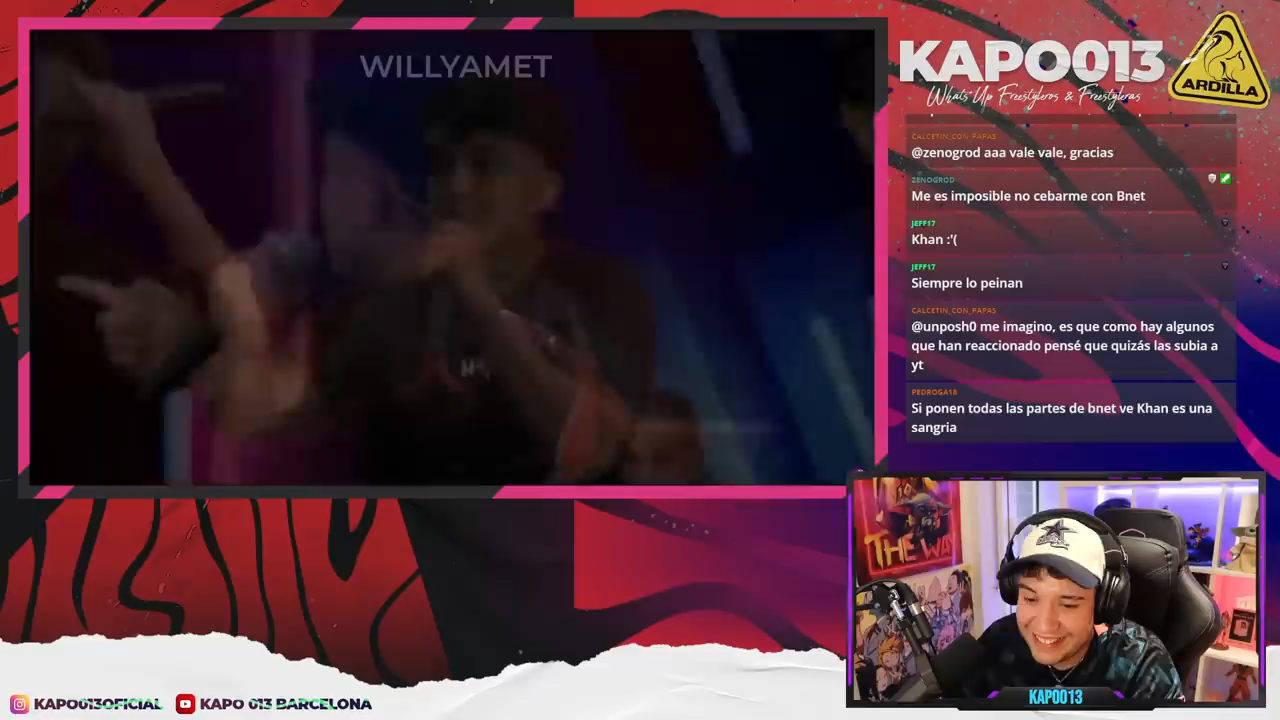 WILLYAMET
KAPO013
What's Up Freestyleros & Freestyleras
ARDILLA
CALCETIN_CON_PAPAS
@zenogrod aaa vale vale, gracias
ZENOGROD
Me es imposible no cebarme con Bnet
JEFF17
Khan :'(
JEFF17
Siempre lo peinan
CALCETIN_CON_PAPAS
@unposh0 me imagino, es que como hay algunos
que han reaccionado pensé que quizás las subia a
yt
PEDROGA18
Si ponen todas las partes de bnet ve Khan es una
sangria
THE WAY
KAPO013
KAPO013OFICIAL
KAPO 013 BARCELONA